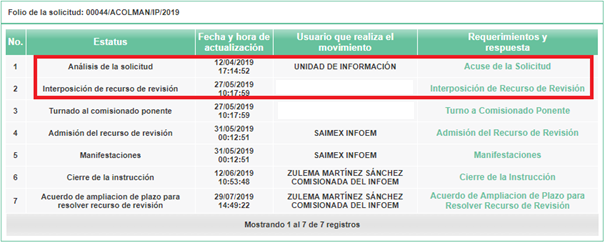 Folio de la solicitud: 00044/ACOLMAN/IP/2019
No. Estatus Fecha y hora de actualización Usuario que realiza el movimiento Requerimientos y respuesta
1 Análisis de la solicitud 12/04/2019 17:14:52 UNIDAD DE INFORMACIÓN Acuse de la Solicitud
2 Interposición de recurso de revisión 27/05/2019 10:17:59 Interposición de Recurso de Revisión
3 Turnado al comisionado ponente 27/05/2019 10:17:59 Turno a Comisionado Ponente
4 Admisión del recurso de revisión 31/05/2019 00:12:51 SAIMEX INFOEM Admisión del Recurso de Revisión
5 Manifestaciones 31/05/2019 00:12:51 SAIMEX INFOEM Manifestaciones
6 Cierre de la instrucción 12/06/2019 10:53:48 ZULEMA MARTÍNEZ SÁNCHEZ COMISIONADA DEL INFOEM Cierre de la Instrucción
7 Acuerdo de ampliacion de plazo para resolver recurso de revisión 29/07/2019 14:49:22 ZULEMA MARTÍNEZ SÁNCHEZ COMISIONADA DEL INFOEM Acuerdo de Ampliacion de Plazo para Resolver Recurso de Revisión
Mostrando 1 al 7 de 7 registros